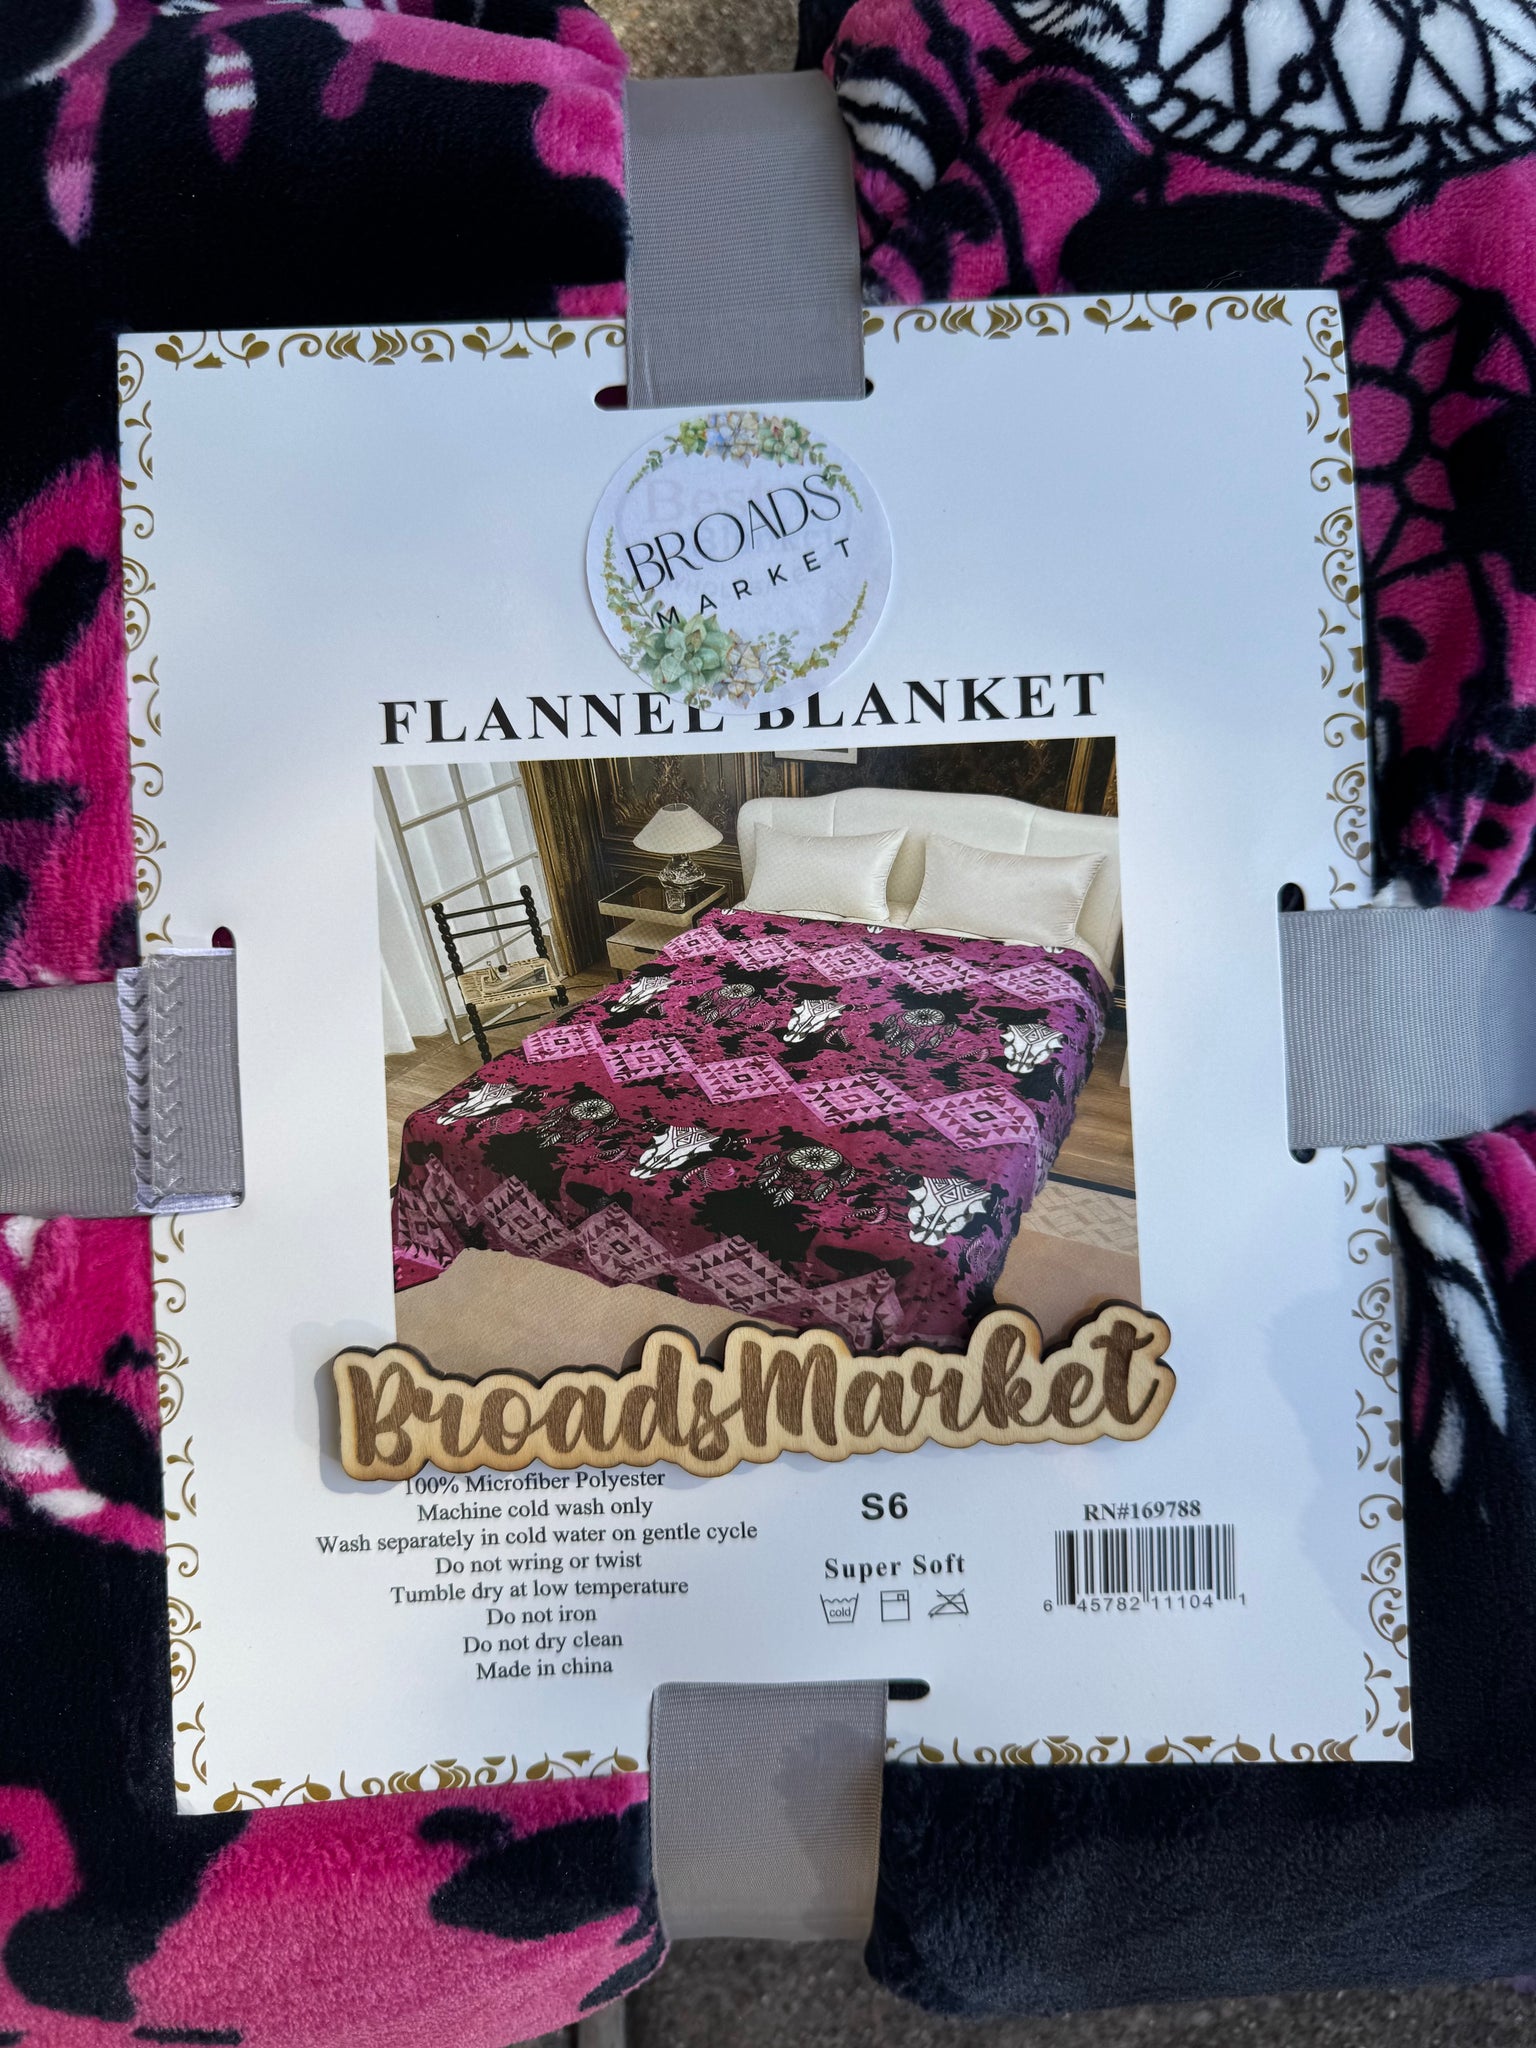 BROADS
MARKET
FLANNEL BLANKET
BroadsMarket
100% Microfiber Polyester
Machine cold wash only
Wash separately in cold water on gentle cycle
Do not wring or twist
Tumble dry at low temperature
Do not iron
Do not dry clean
Made in china
S6
Super Soft
cold
RN#169788
6 45782 11104 1